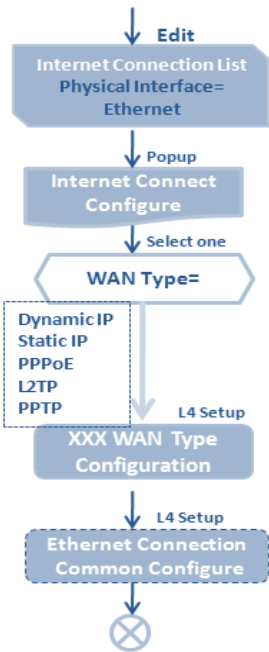 Edit
Internet Connection List
Physical Interface=
Ethernet
Popup
Internet Connect
Configure
Select one
WAN Type=
Dynamic IP
Static IP
PPPoE
L2TP
PPTP
L4 Setup
XXX WAN Type
Configuration
L4 Setup
Ethernet Connection
Common Configure